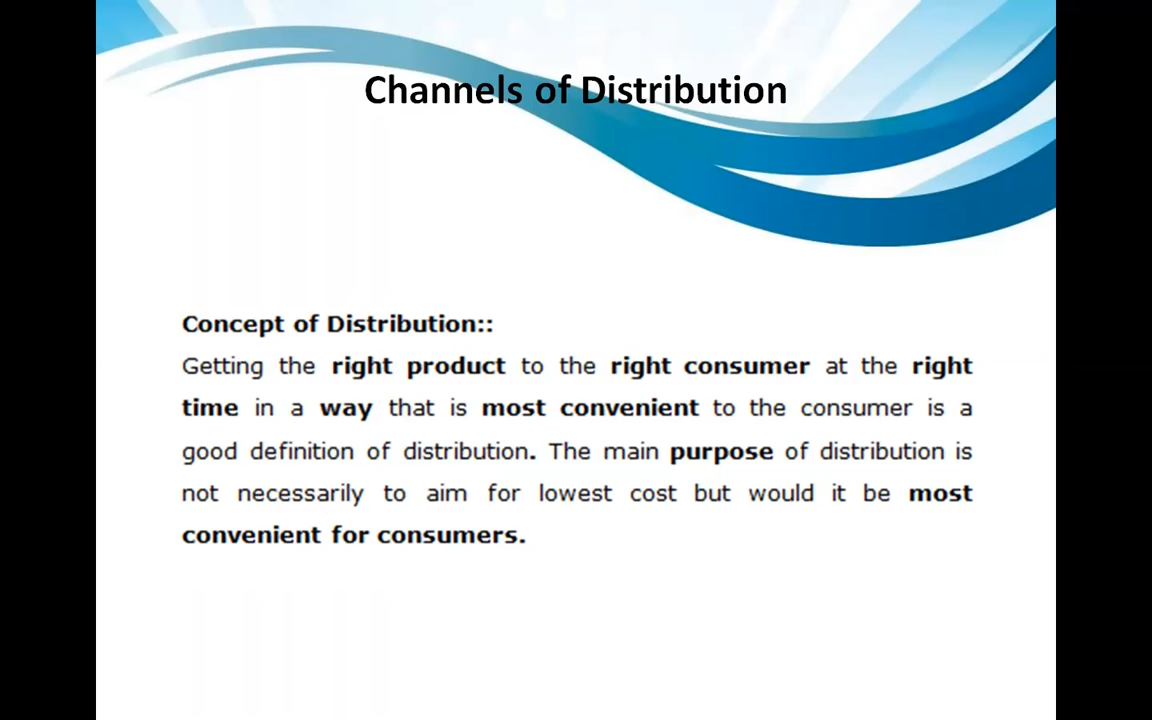 Channels of Distribution
Concept of Distribution::
Getting the right product to the right consumer at the right
time in a way that is most convenient to the consumer is a
good definition of distribution. The main purpose of distribution is
not necessarily to aim for lowest cost but would it be most
convenient for consumers.